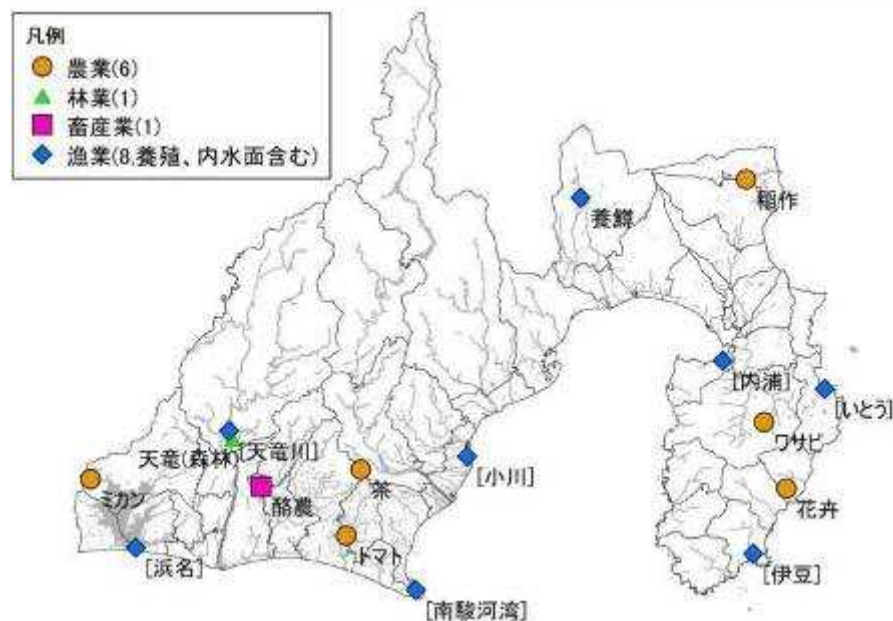 凡例
農業(6)
林業(1)
畜産業(1)
漁業(8,養殖、内水面含む)
稲作
養鱒
[内浦]
[いとう]
ワサビ
天竜(森林)
[天竜川]
[小川]
ミカン
酪農
茶
花卉
トマト
[浜名]
[伊豆]
[南駿河湾]